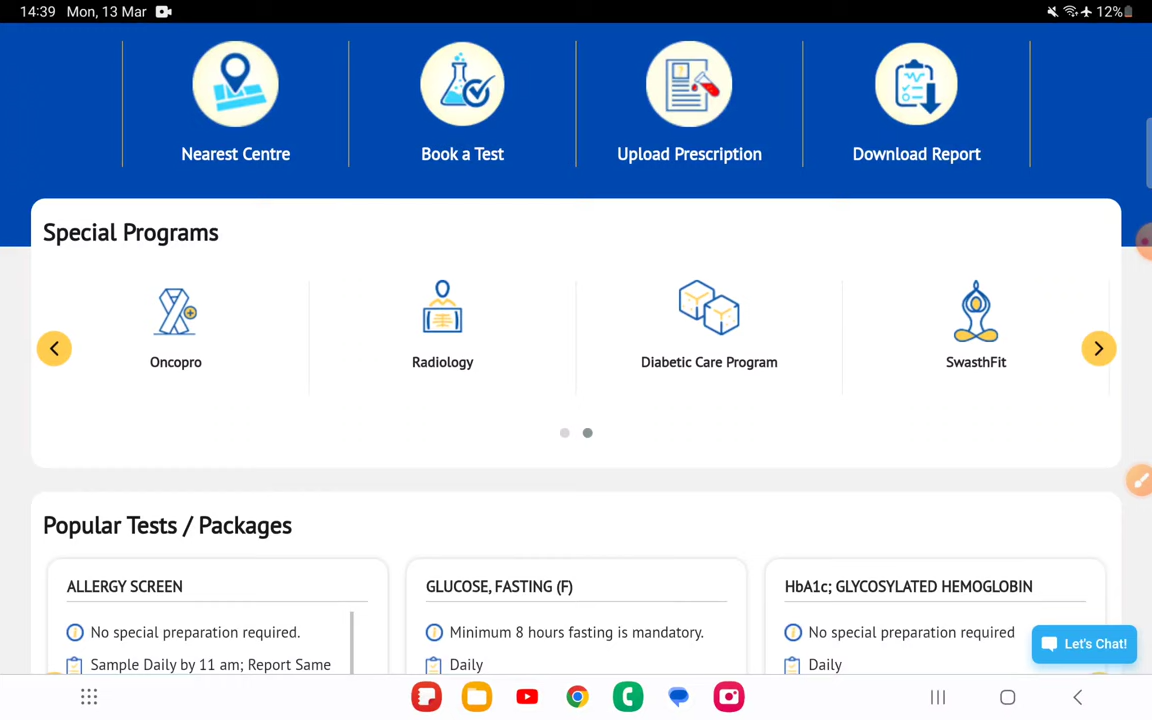 14:39 Mon, 13 Mar 12%
Nearest Centre Book a Test Upload Prescription Download Report
Special Programs
Oncopro Radiology Diabetic Care Program SwasthFit
Popular Tests / Packages
ALLERGY SCREEN GLUCOSE, FASTING (F) HbA1c; GLYCOSYLATED HEMOGLOBIN
No special preparation required. Minimum 8 hours fasting is mandatory. No special preparation required
Let's Chat!
Sample Daily by 11 am; Report Same Daily Daily